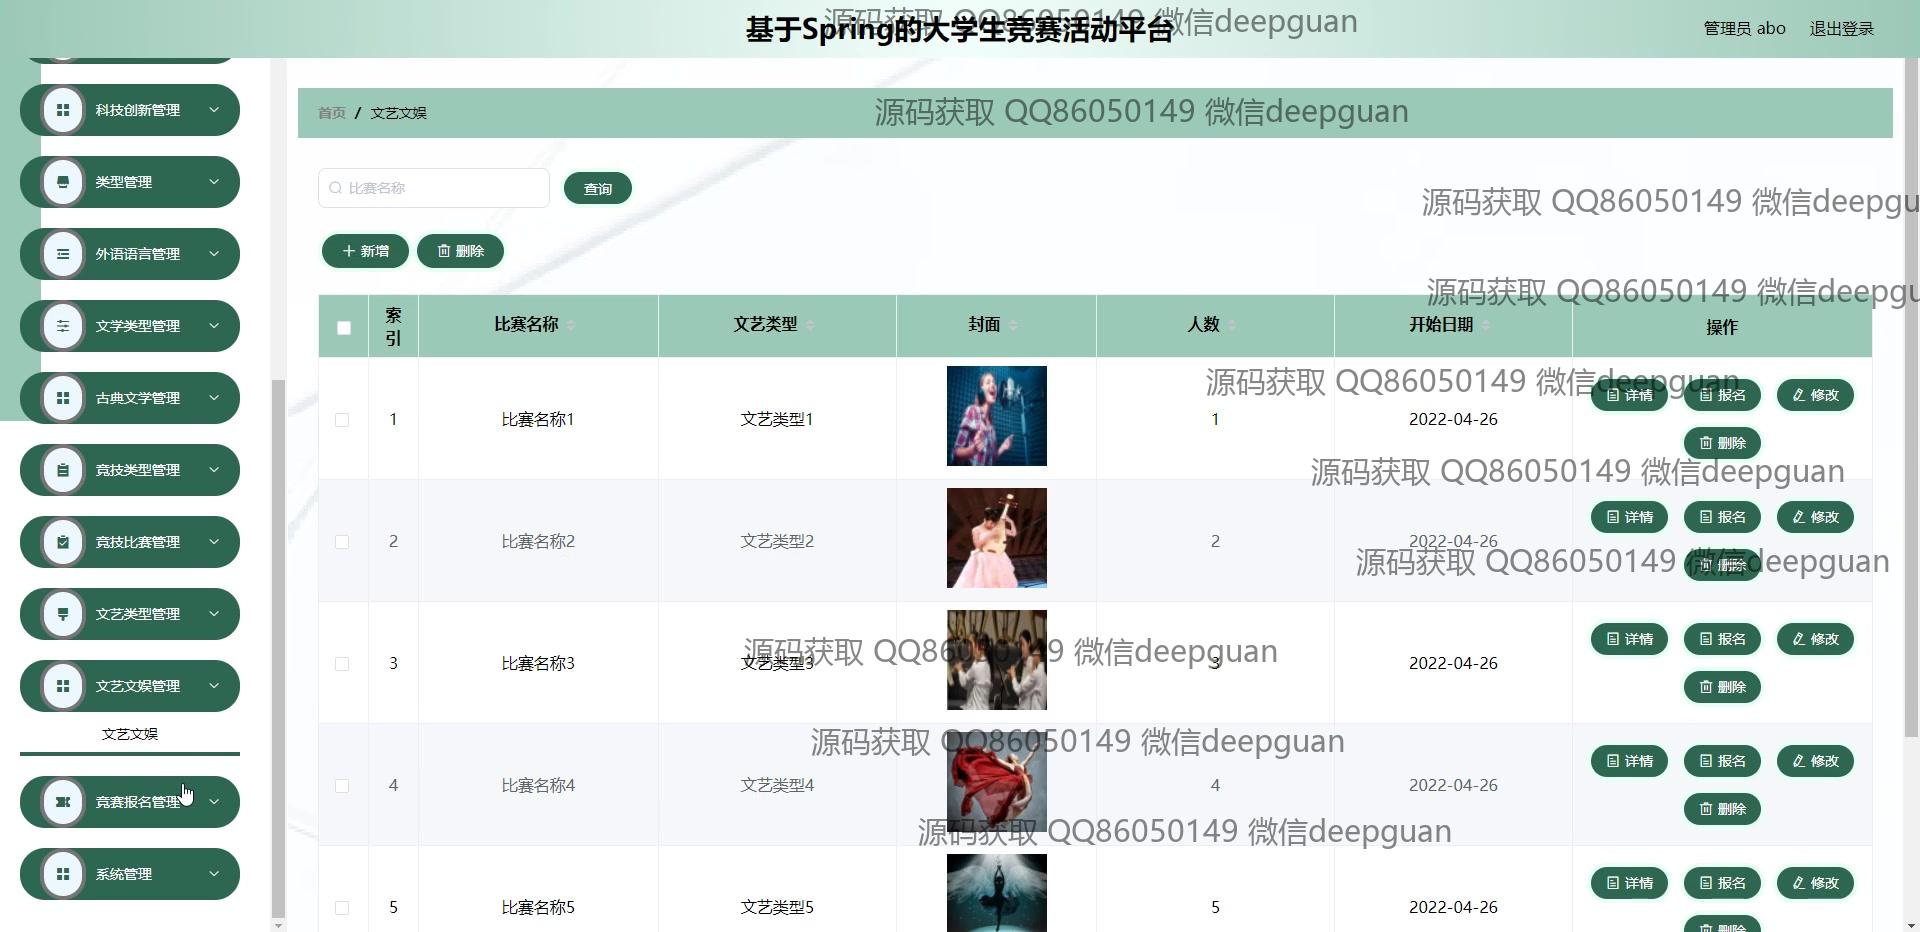 基于Spring的大学生竞赛活动平台
源码获取 QQ86050149 微信deepguan
管理员 abo 退出登录
首页 / 文艺文娱
源码获取 QQ86050149 微信deepguan
科技创新管理
类型管理
外语语言管理
文学类型管理
古典文学管理
竞技类型管理
竞技比赛管理
文艺类型管理
文艺文娱管理
文艺文娱
竞赛报名管理
系统管理
比赛名称 查询
源码获取 QQ86050149 微信deepgu
新增 删除
源码获取 QQ86050149 微信deepgu
索引 比赛名称 文艺类型 封面 人数 开始日期 操作
源码获取 QQ86050149 微信deepguan
1 比赛名称1 文艺类型1 1 2022-04-26 详情 报名 修改 删除
源码获取 QQ86050149 微信deepguan
2 比赛名称2 文艺类型2 2 2022-04-26 详情 报名 修改 删除
源码获取 QQ86050149 微信deepguan
3 比赛名称3 文艺类型3 3 2022-04-26 详情 报名 修改 删除
源码获取 QQ86050149 微信deepguan
4 比赛名称4 文艺类型4 4 2022-04-26 详情 报名 修改 删除
源码获取 QQ86050149 微信deepguan
源码获取 QQ86050149 微信deepguan
5 比赛名称5 文艺类型5 5 2022-04-26 详情 报名 修改 删除